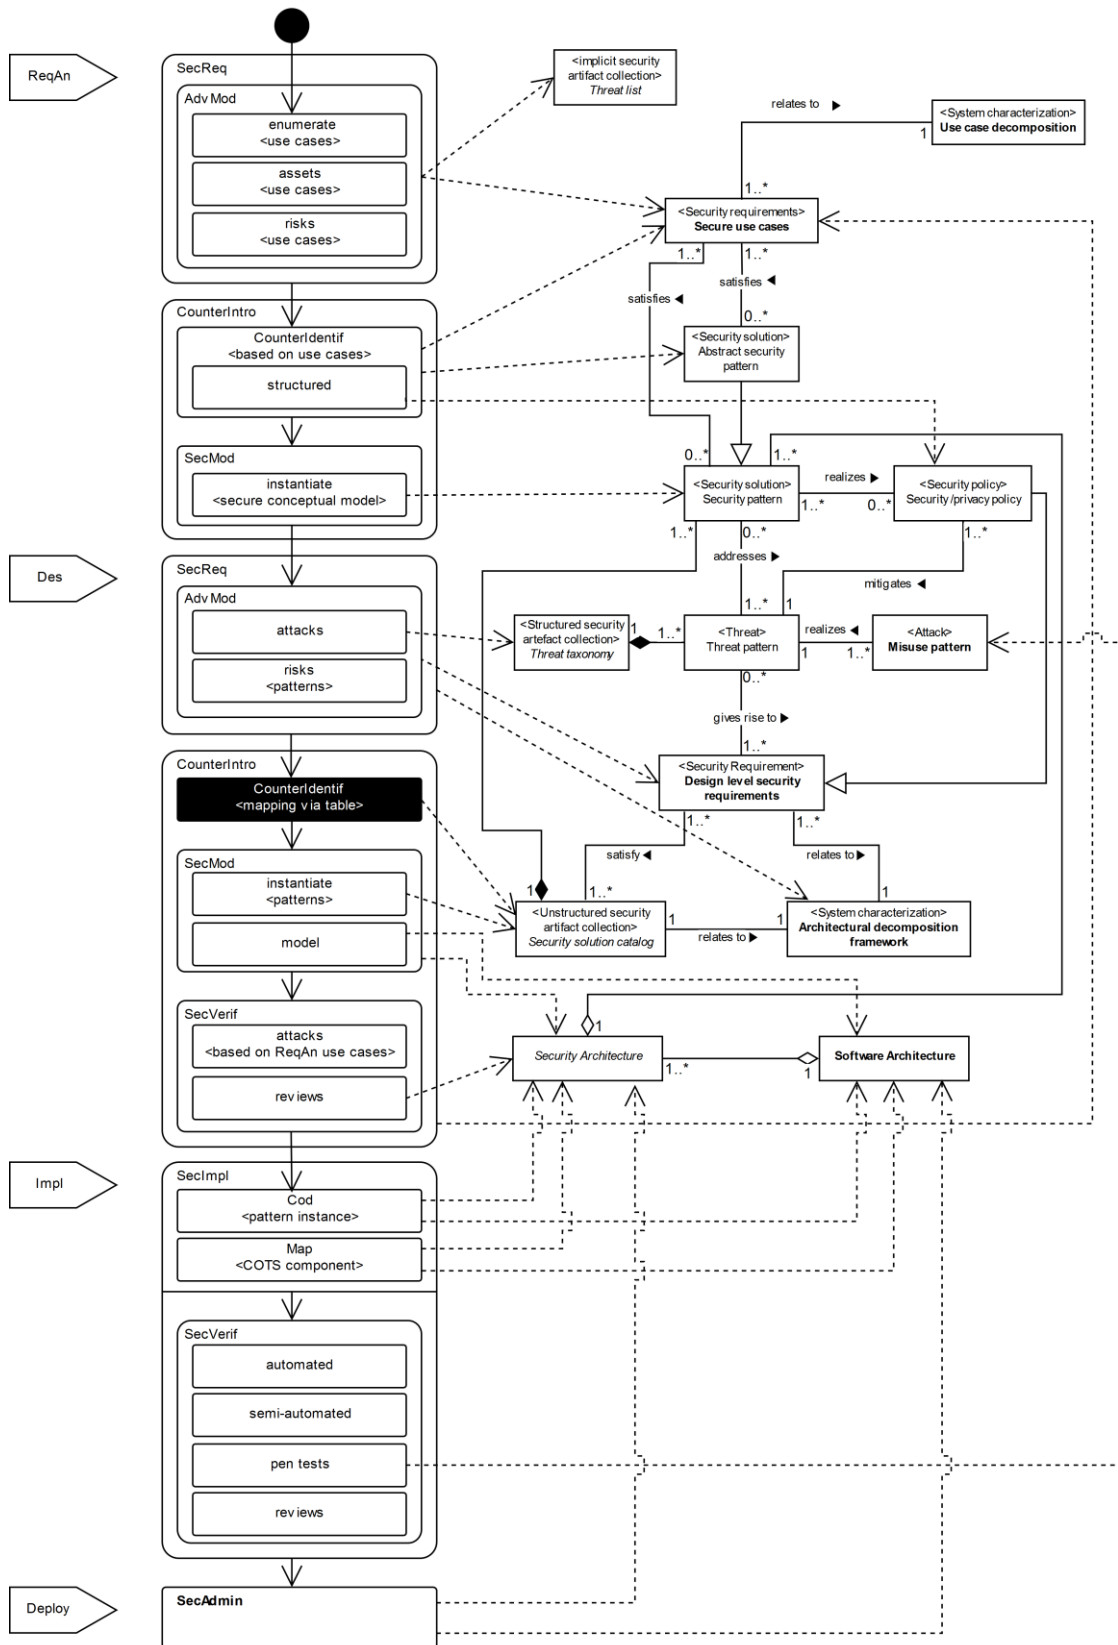 ReqAn
SecReq
AdvMod
enumerate
<use cases>
assets
<use cases>
risks
<use cases>
<implicit security
artifact collection>
Threat list
relates to ▶
1
<System characterization>
Use case decomposition
1..*
<Security requirements>
Secure use cases
1..*
1..*
satisfies ◀
satisfies ◀
0..*
CounterIntro
CounterIdentif
<based on use cases>
structured
<Security solution>
Abstract security
pattern
SecMod
instantiate
<secure conceptual model>
0..*
1..*
<Security solution>
Security pattern
realizes ▶
1..*
0..*
<Security policy>
Security/privacy policy
1..*
0..*
1..*
addresses ▶
mitigates ◀
1..*
1
Des
SecReq
AdvMod
attacks
risks
<patterns>
<Structured security
artefact collection>
Threat taxonomy
1
1..*
<Threat>
Threat pattern
realizes ◀
1
1..*
<Attack>
Misuse pattern
0..*
gives rise to ▶
1..*
<Security Requirement>
Design level security
requirements
1..*
1..*
satisfy ◀
relates to ▶
1
1..*
1
CounterIntro
CounterIdentif
<mapping via table>
SecMod
instantiate
<patterns>
model
<Unstructured security
artifact collection>
Security solution catalog
1
relates to ▶
1
<System characterization>
Architectural decomposition
framework
SecVerif
attacks
<based on ReqAn use cases>
reviews
1
Security Architecture
1..*
1
Software Architecture
Impl
SecImpl
Cod
<pattern instance>
Map
<COTS component>
SecVerif
automated
semi-automated
pen tests
reviews
Deploy
SecAdmin